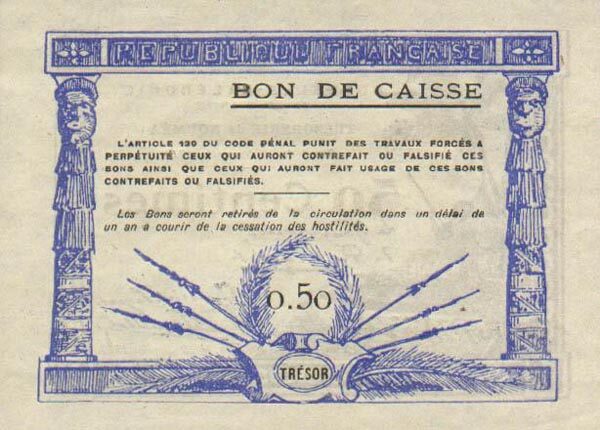 RÉPUBLIQUE FRANÇAISE
BON DE CAISSE
L'ARTICLE 139 DU CODE PÉNAL PUNIT DES TRAVAUX FORCÉS A
PERPÉTUITÉ CEUX QUI AURONT CONTREFAIT OU FALSIFIÉ CES
BONS AINSI QUE CEUX QUI AURONT FAIT USAGE DE CES BONS
CONTREFAITS OU FALSIFIÉS.
Les Bons seront retirés de la circulation dans un délai de
un an a courir de la cessation des hostilités.
0.50
TRÉSOR